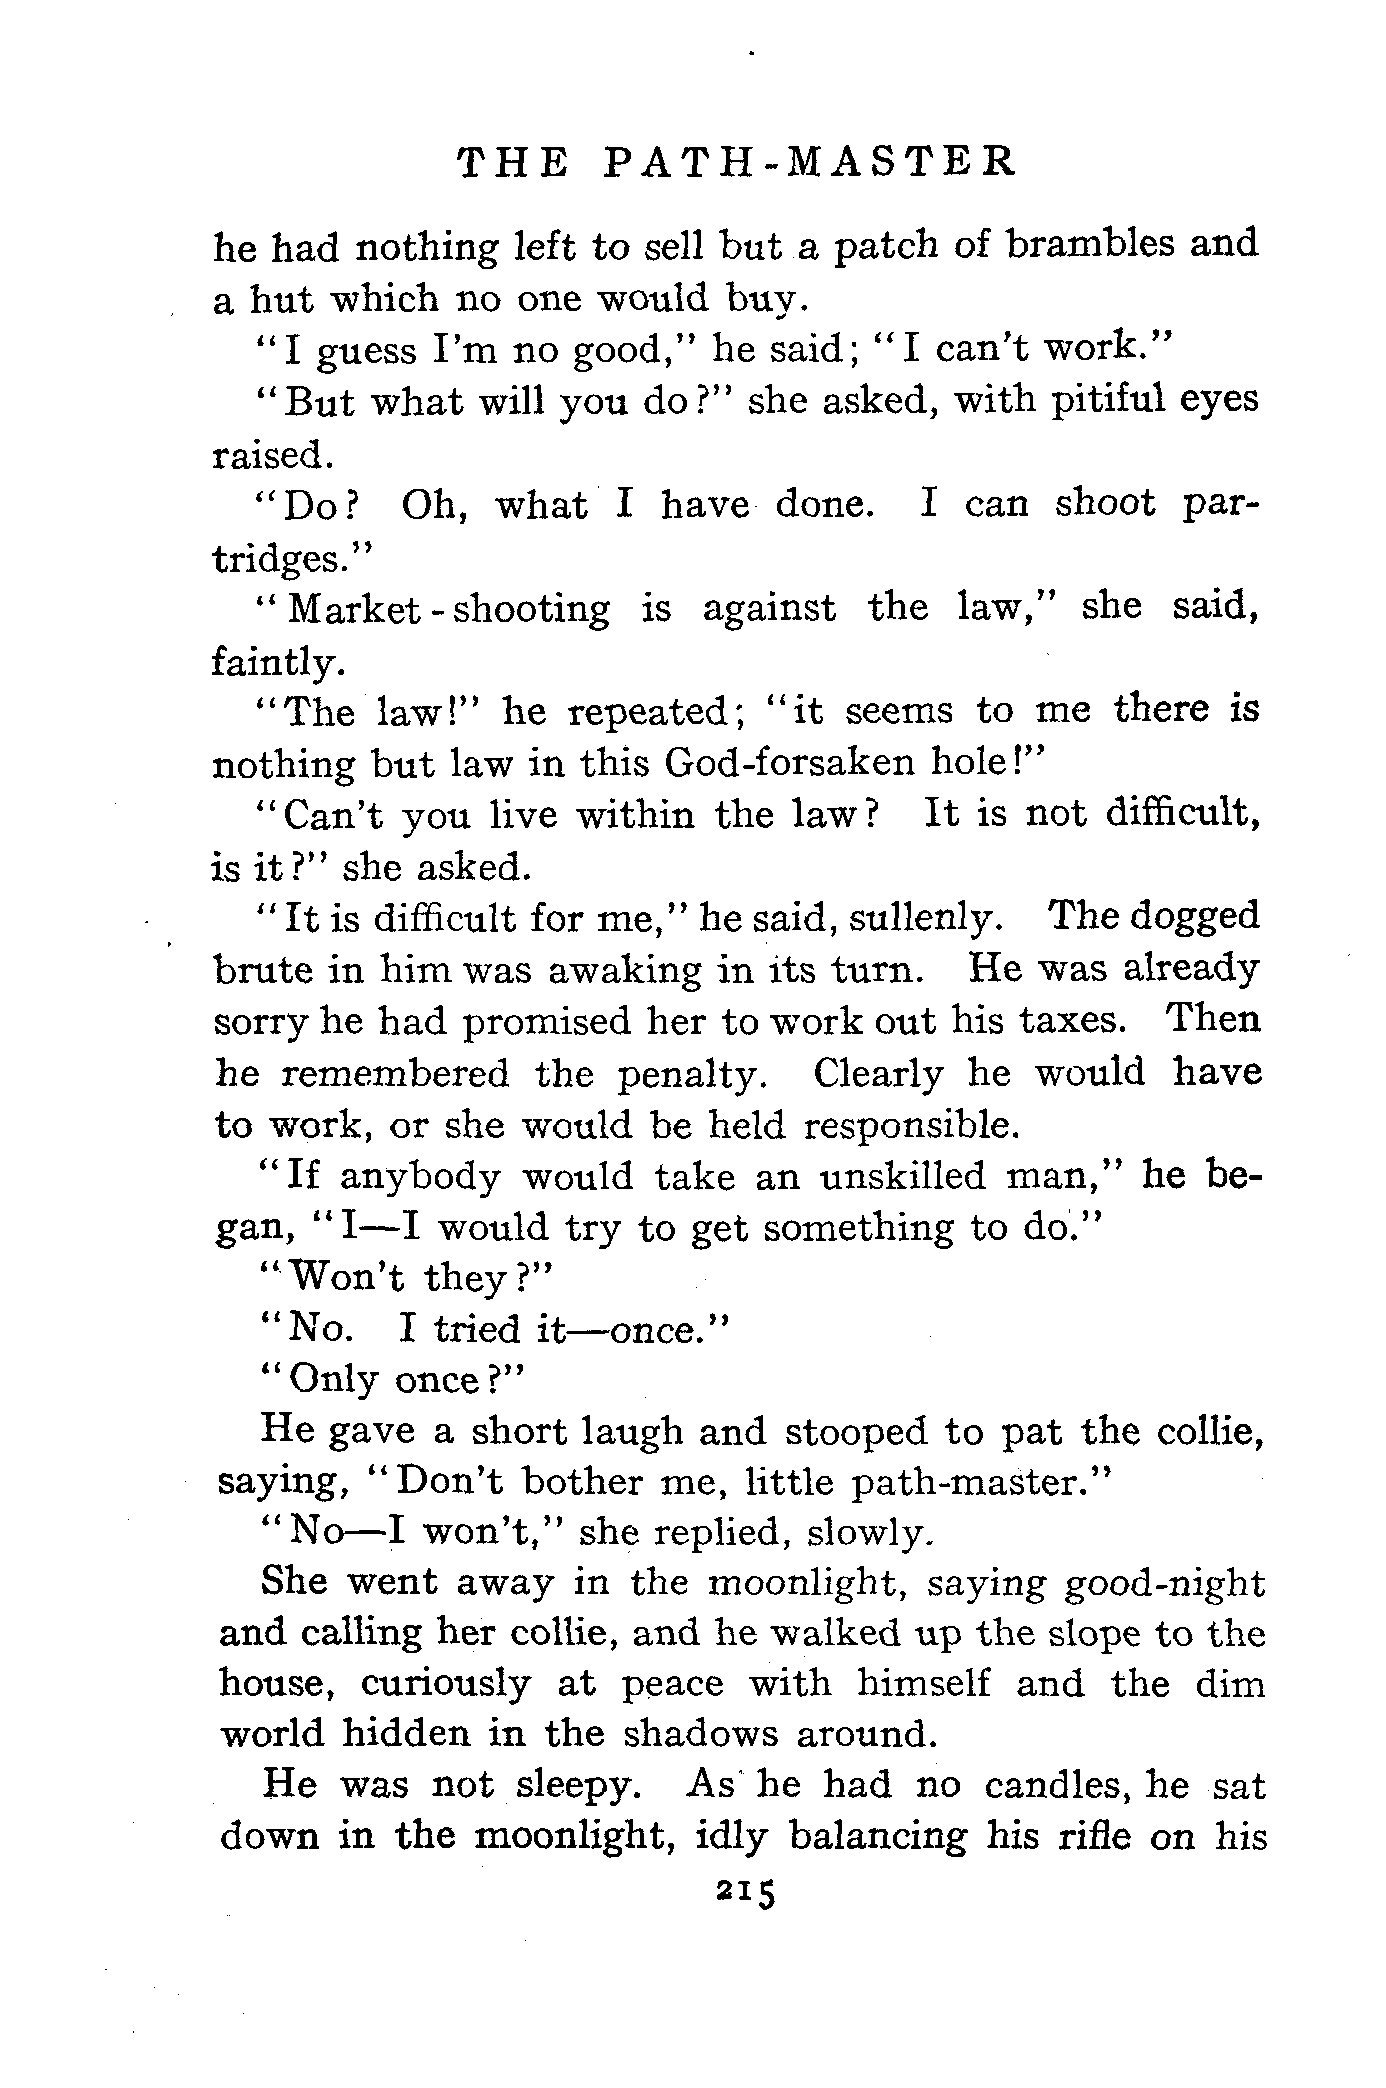 THE PATH-MASTER
he had nothing left to sell but a patch of brambles and
a hut which no one would buy.
"I guess I'm no good," he said; "I can't work."
"But what will you do?" she asked, with pitiful eyes
raised.
"Do? Oh, what I have done. I can shoot par-
tridges."
"Market-shooting is against the law," she said,
faintly.
"The law!" he repeated; "it seems to me there is
nothing but law in this God-forsaken hole!"
"Can't you live within the law? It is not difficult,
is it?" she asked.
"It is difficult for me," he said, sullenly. The dogged
brute in him was awaking in its turn. He was already
sorry he had promised her to work out his taxes. Then
he remembered the penalty. Clearly he would have
to work, or she would be held responsible.
"If anybody would take an unskilled man," he be-
gan, "I—I would try to get something to do."
"Won't they?"
"No. I tried it—once."
"Only once?"
He gave a short laugh and stooped to pat the collie,
saying, "Don't bother me, little path-master."
"No—I won't," she replied, slowly.
She went away in the moonlight, saying good-night
and calling her collie, and he walked up the slope to the
house, curiously at peace with himself and the dim
world hidden in the shadows around.
He was not sleepy. As he had no candles, he sat
down in the moonlight, idly balancing his rifle on his
215